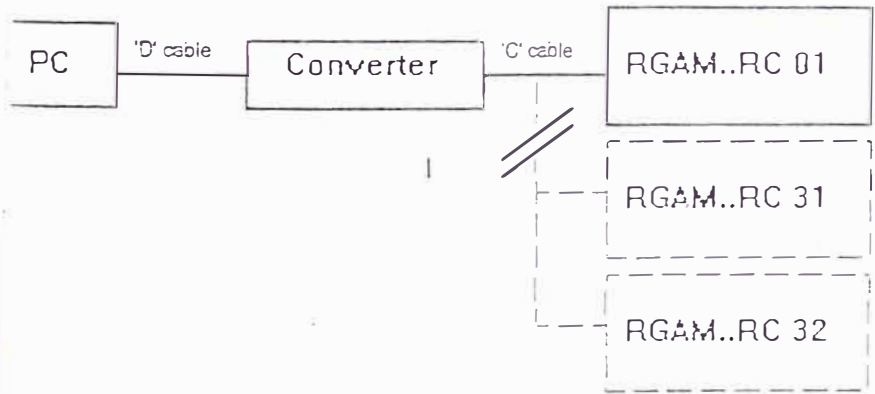 PC
'D' cable
Converter
'C' cable
RGAM..RC 01
RGAM..RC 31
RGAM..RC 32